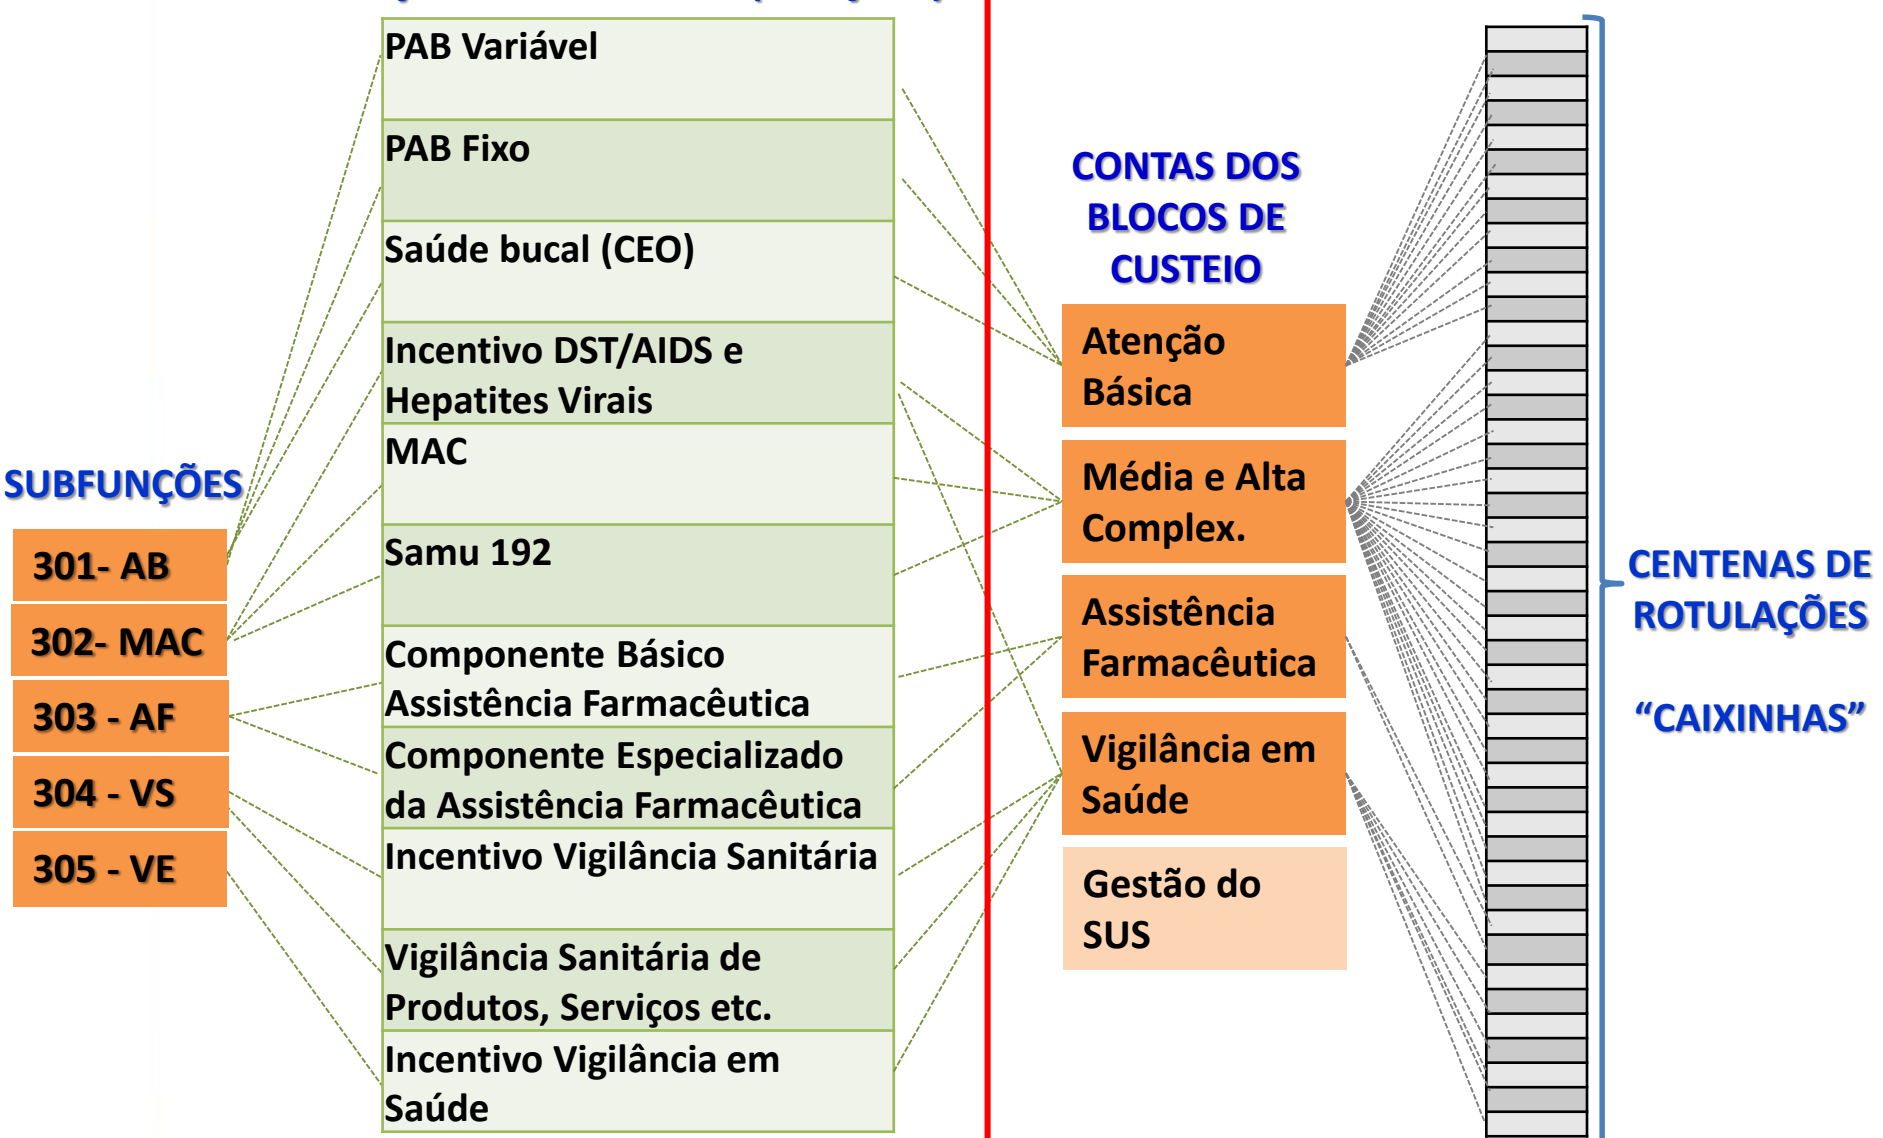 PAB Variável
PAB Fixo
Saúde bucal (CEO)
Incentivo DST/AIDS e
Hepatites Virais
MAC
Samu 192
Componente Básico
Assistência Farmacêutica
Componente Especializado
da Assistência Farmacêutica
Incentivo Vigilância Sanitária
Vigilância Sanitária de
Produtos, Serviços etc.
Incentivo Vigilância em
Saúde
SUBFUNÇÕES
301- AB
302- MAC
303 - AF
304 - VS
305 - VE
CONTAS DOS
BLOCOS DE
CUSTEIO
Atenção
Básica
Média e Alta
Complex.
Assistência
Farmacêutica
Vigilância em
Saúde
Gestão do
SUS
CENTENAS DE
ROTULAÇÕES
“CAIXINHAS”